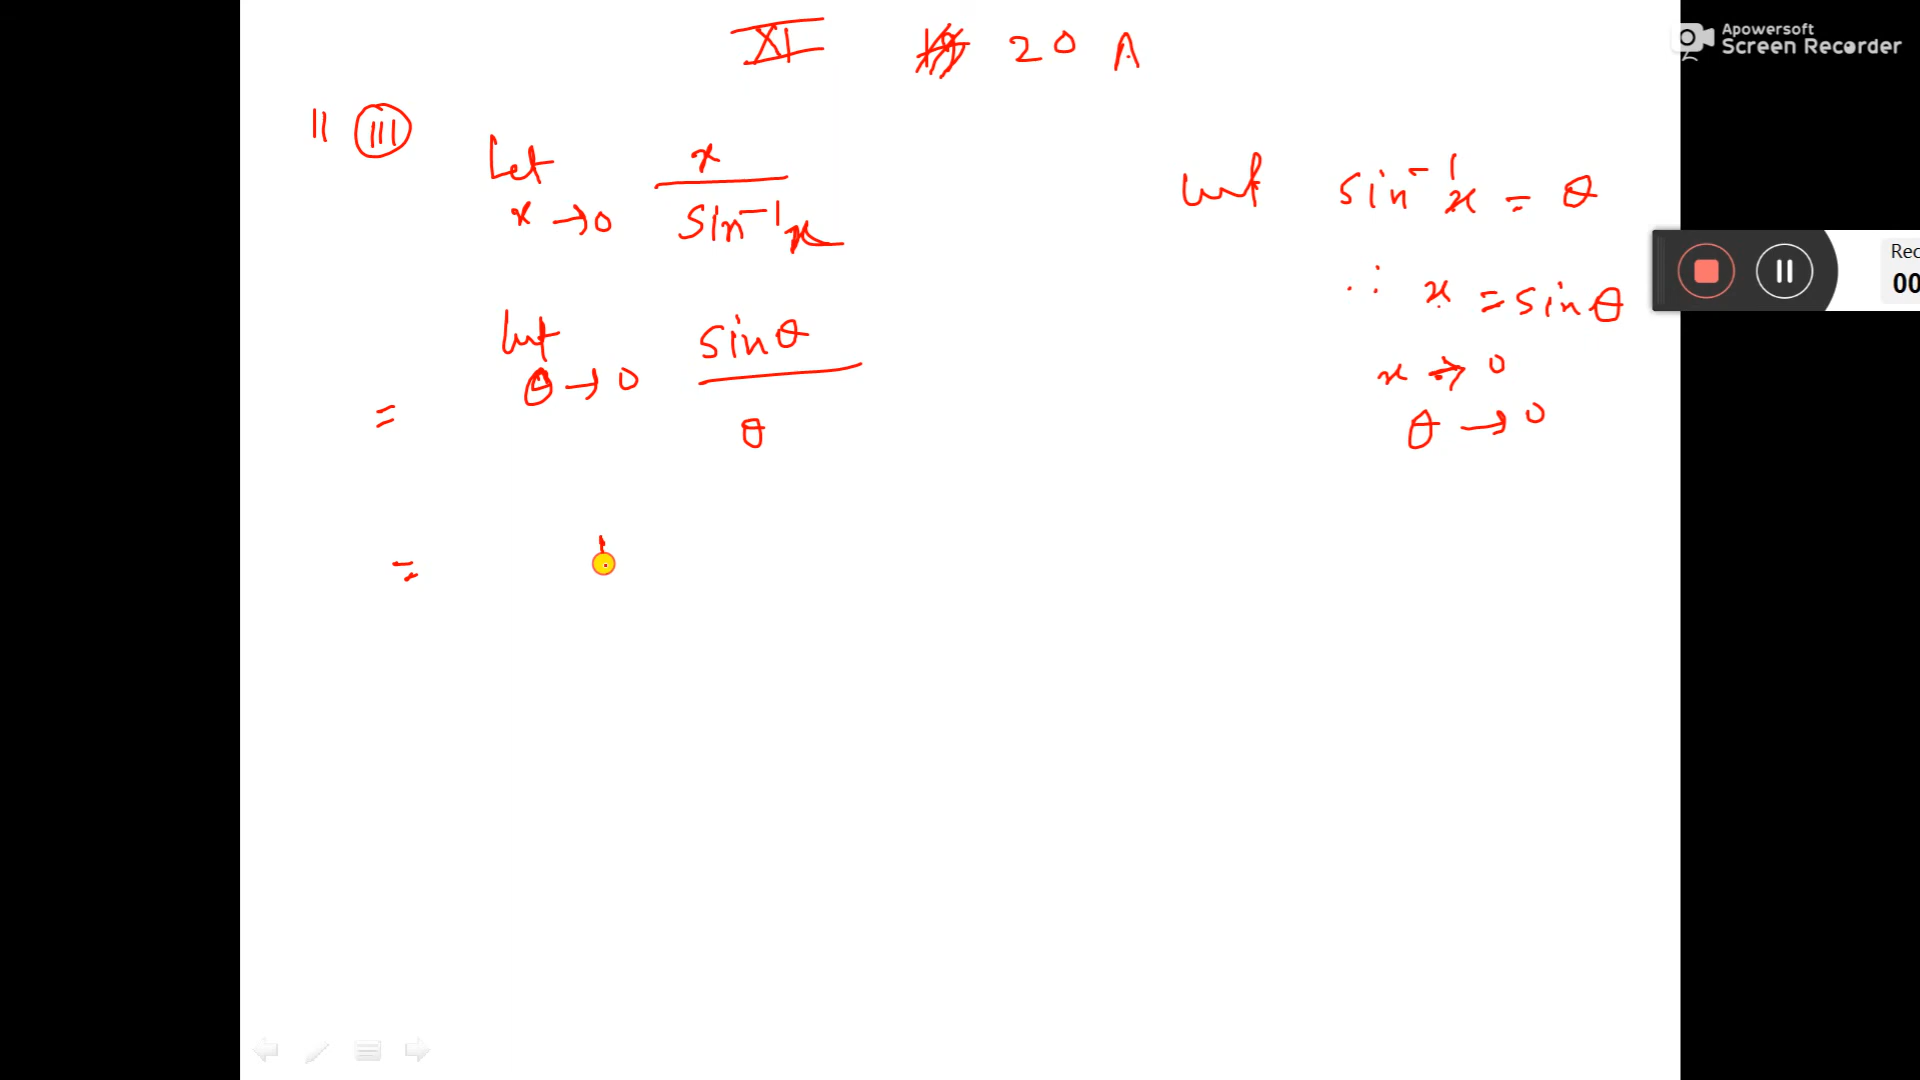 XI 20 A
11 (III) Let x→0 x / sin⁻¹x
Let sin⁻¹x = θ
∴ x = sinθ
x → 0
θ → 0
= Let θ→0 sinθ / θ
= 1
Apowersoft
Screen Recorder
Rec
00